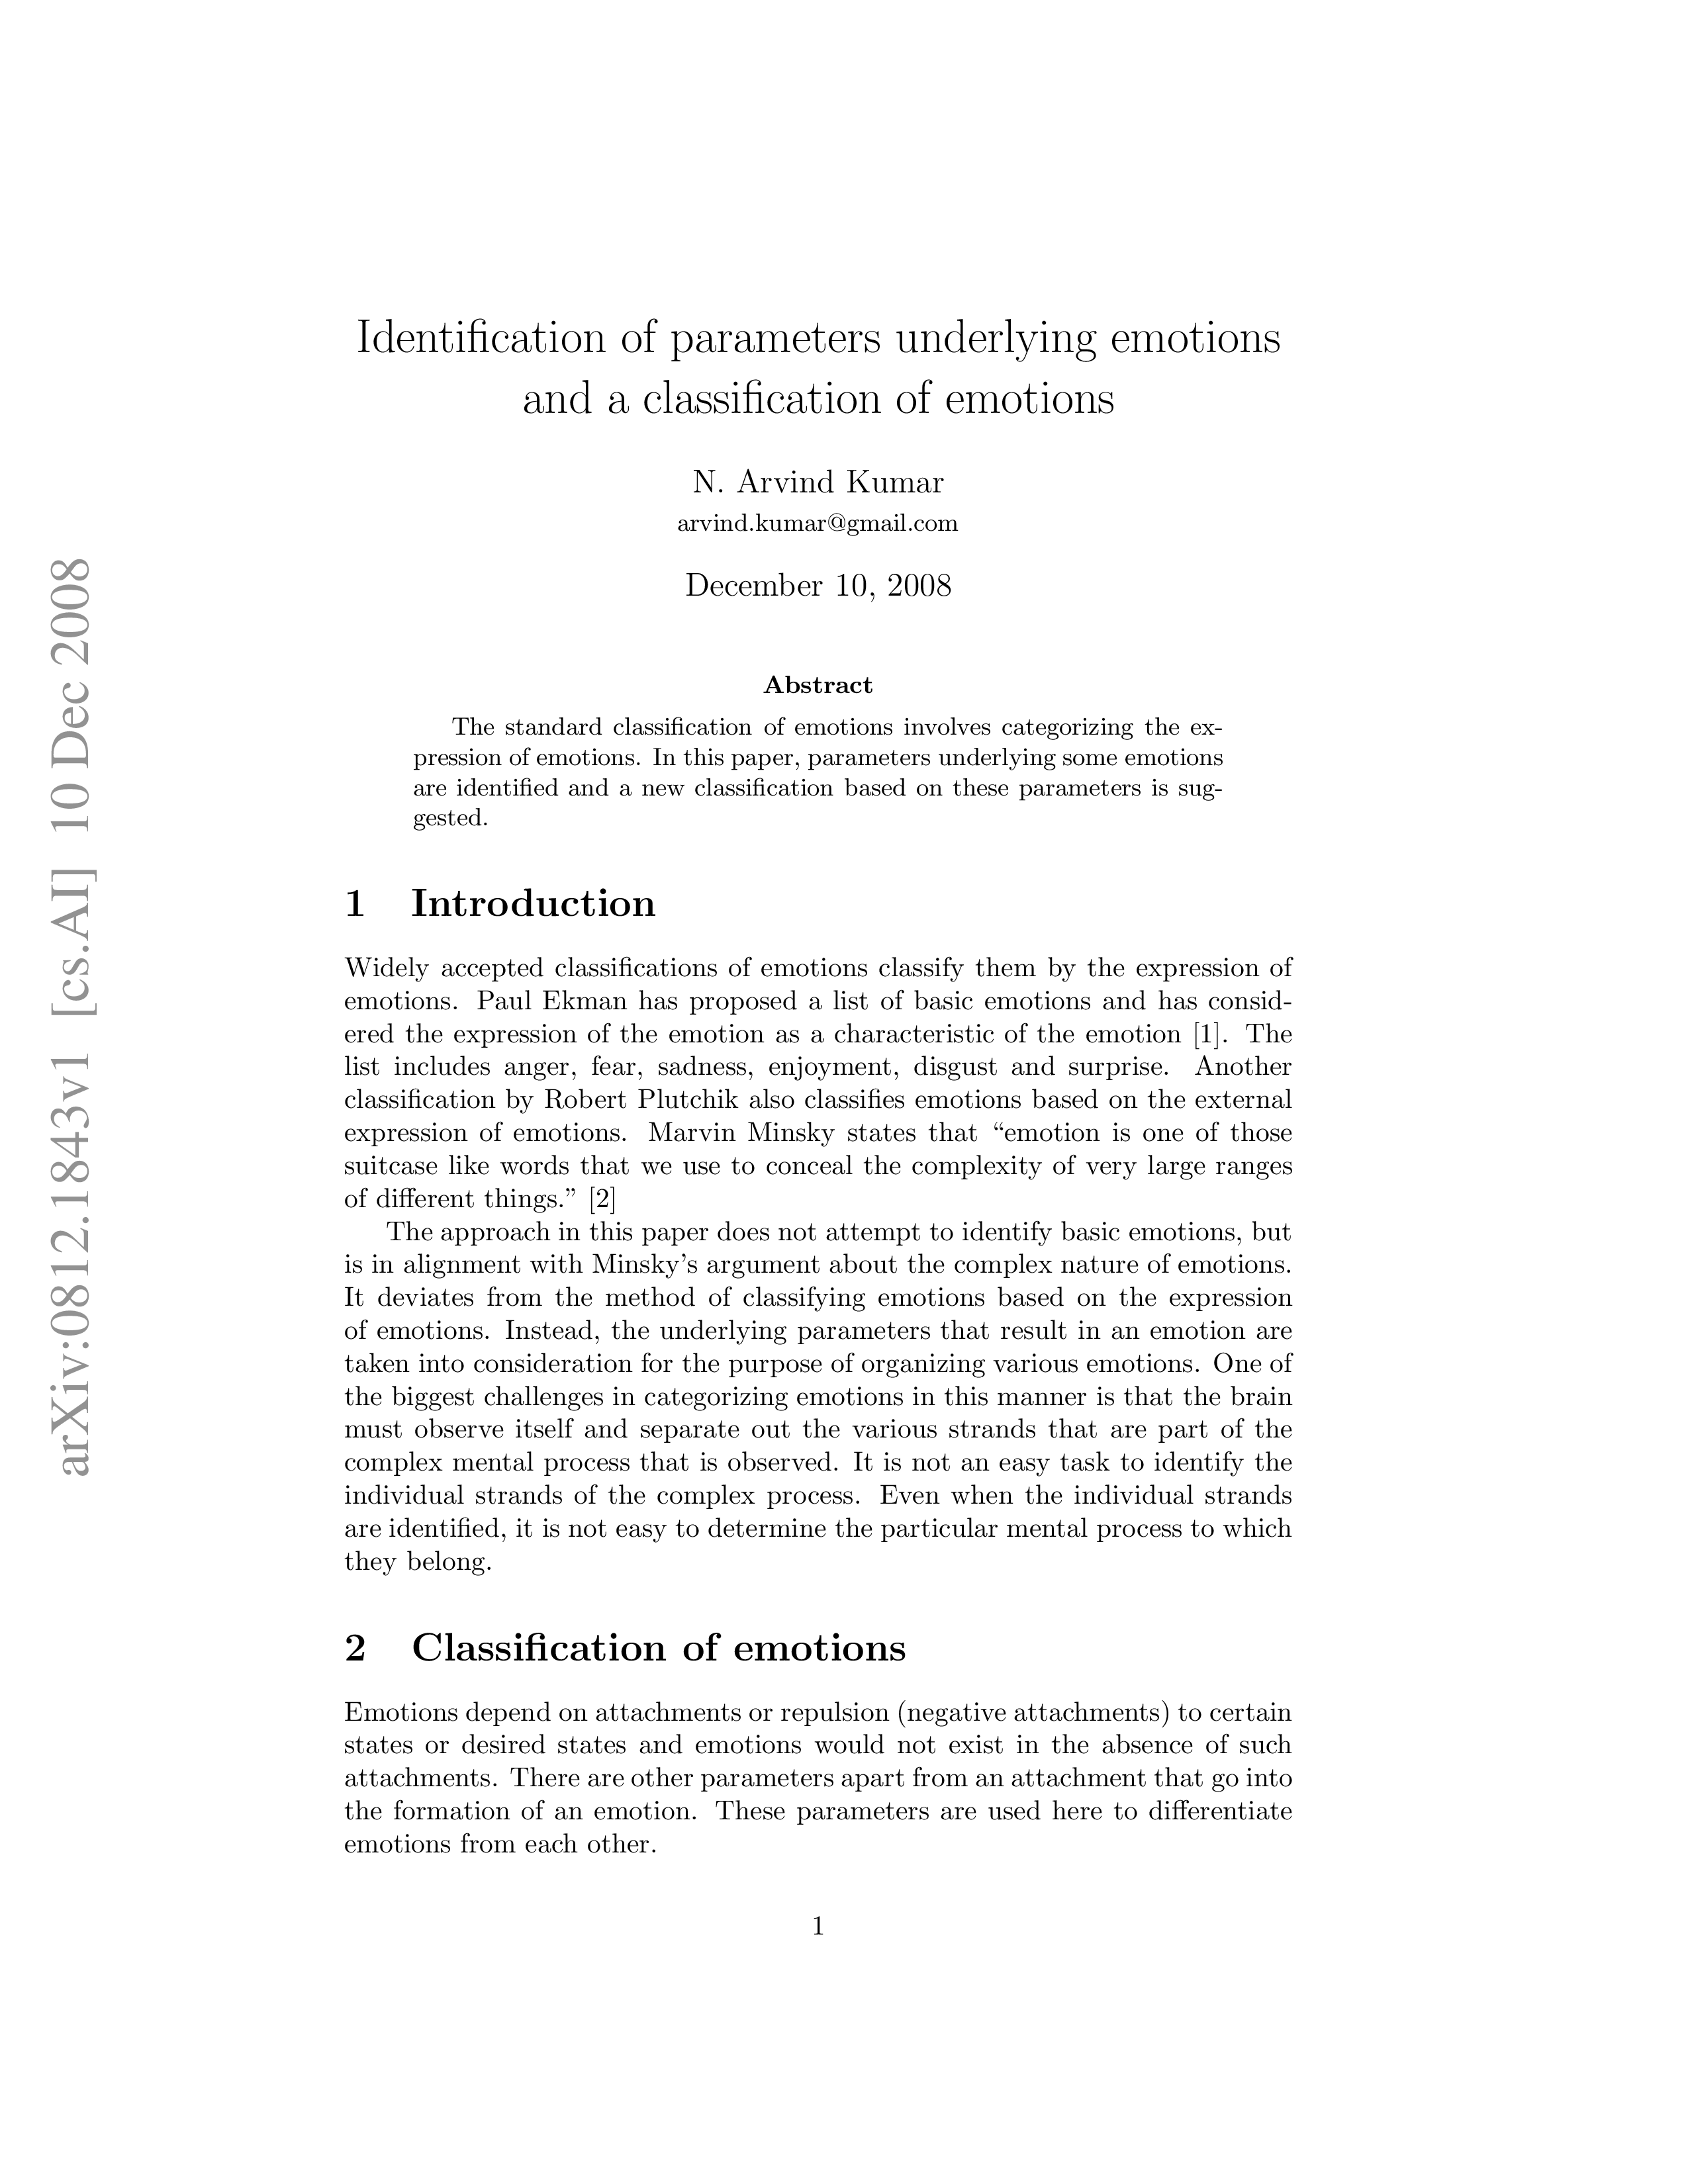 Identification of parameters underlying emotions
and a classification of emotions
N. Arvind Kumar
arvind.kumar@gmail.com
December 10, 2008
Abstract
The standard classification of emotions involves categorizing the ex-
pression of emotions. In this paper, parameters underlying some emotions
are identified and a new classification based on these parameters is sug-
gested.
1 Introduction
Widely accepted classifications of emotions classify them by the expression of
emotions. Paul Ekman has proposed a list of basic emotions and has consid-
ered the expression of the emotion as a characteristic of the emotion [1]. The
list includes anger, fear, sadness, enjoyment, disgust and surprise. Another
classification by Robert Plutchik also classifies emotions based on the external
expression of emotions. Marvin Minsky states that “emotion is one of those
suitcase like words that we use to conceal the complexity of very large ranges
of different things.” [2]
The approach in this paper does not attempt to identify basic emotions, but
is in alignment with Minsky’s argument about the complex nature of emotions.
It deviates from the method of classifying emotions based on the expression
of emotions. Instead, the underlying parameters that result in an emotion are
taken into consideration for the purpose of organizing various emotions. One of
the biggest challenges in categorizing emotions in this manner is that the brain
must observe itself and separate out the various strands that are part of the
complex mental process that is observed. It is not an easy task to identify the
individual strands of the complex process. Even when the individual strands
are identified, it is not easy to determine the particular mental process to which
they belong.
2 Classification of emotions
Emotions depend on attachments or repulsion (negative attachments) to certain
states or desired states and emotions would not exist in the absence of such
attachments. There are other parameters apart from an attachment that go into
the formation of an emotion. These parameters are used here to differentiate
emotions from each other.
1
arXiv:0812.1843v1 [cs.AI] 10 Dec 2008